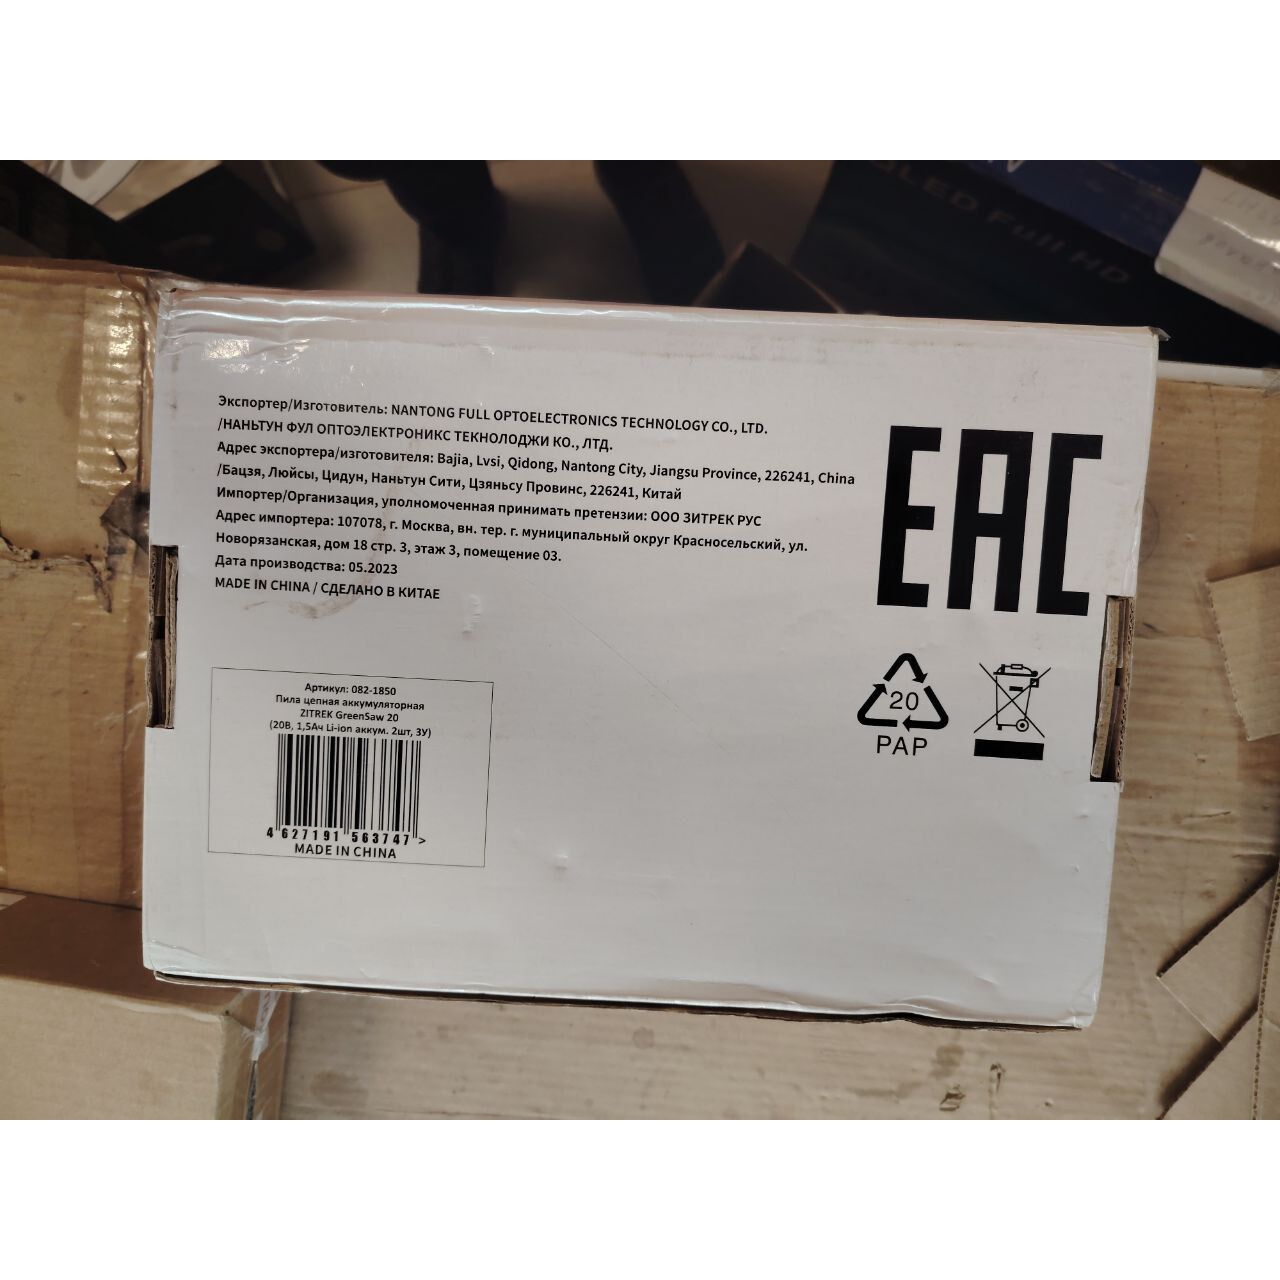 QLED Full HD
Экспортер/Изготовитель: NANTONG FULL OPTOELECTRONICS TECHNOLOGY CO., LTD.
/НАНЬТУН ФУЛ ОПТОЭЛЕКТРОНИКС ТЕКНОЛОДЖИ КО., ЛТД.
Адрес экспортера/изготовителя: Bajia, Lvsi, Qidong, Nantong City, Jiangsu Province, 226241, China
/Бацзя, Люйсы, Цидун, Наньтун Сити, Цзяньсу Провинс, 226241, Китай
Импортер/Организация, уполномоченная принимать претензии: ООО ЗИТРЕК РУС
Адрес импортера: 107078, г. Москва, вн. тер. г. муниципальный округ Красносельский, ул.
Новорязанская, дом 18 стр. 3, этаж 3, помещение 03.
Дата производства: 05.2023
MADE IN CHINA / СДЕЛАНО В КИТАЕ
EAC
20
PAP
Артикул: 082-1850
Пила цепная аккумуляторная
ZITREK GreenSaw 20
(20В, 1,5Ач Li-ion аккум. 2шт, ЗУ)
4 627191 563747 >
MADE IN CHINA